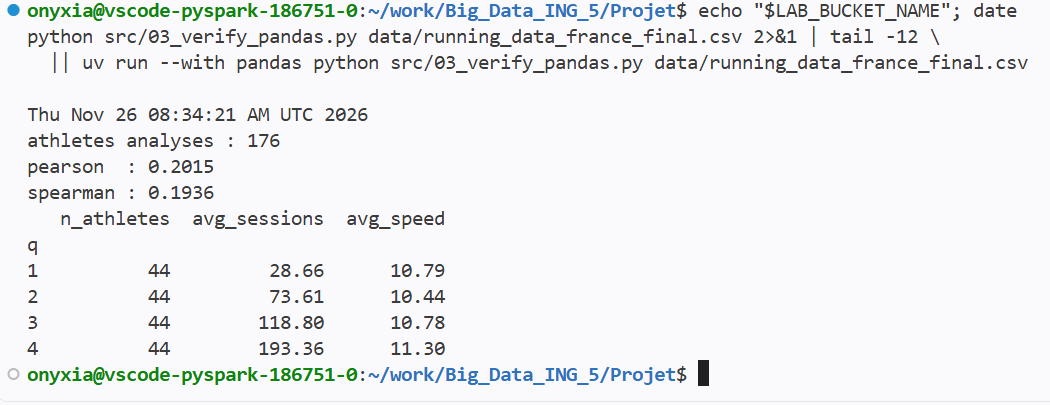 onyxia@vscode-pyspark-186751-0:~/work/Big_Data_ING_5/Projet$ echo "$LAB_BUCKET_NAME"; date
python src/03_verify_pandas.py data/running_data_france_final.csv 2>&1 | tail -12 \
  || uv run --with pandas python src/03_verify_pandas.py data/running_data_france_final.csv

Thu Nov 26 08:34:21 AM UTC 2026
athletes analyses : 176
pearson  : 0.2015
spearman : 0.1936
   n_athletes  avg_sessions  avg_speed
q
1          44         28.66      10.79
2          44         73.61      10.44
3          44        118.80      10.78
4          44        193.36      11.30
onyxia@vscode-pyspark-186751-0:~/work/Big_Data_ING_5/Projet$